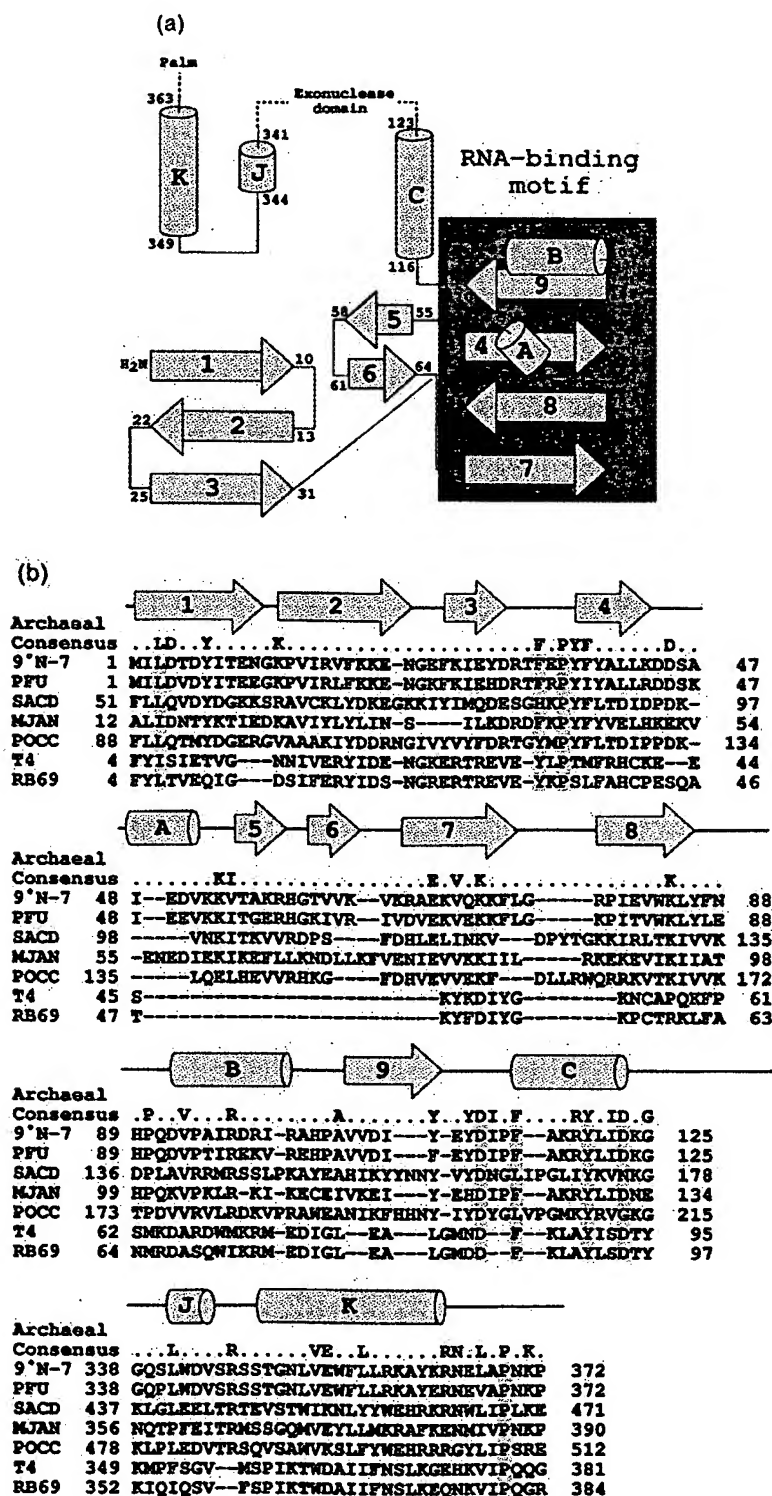 (a)
Palm
363
K
349
341
J
344
Exonuclease
domain
123
C
116
RNA-binding
motif
B
9
4
A
8
7
58
5
55
61
6
64
H₂N
1
10
22
2
13
25
3
31
(b)
1 2 3 4
Archaeal
Consensus ..LD...Y......K.......................F.PYF.......D...
9°N-7 1 MILDTDYITENGKPVIRVFKKE-NGEFKIEYDRTFEPYFYALLKDDSA 47
PFU 1 MILDVDYITEEGKPVIRLFKKE-NGKFKIEHDRTFRPYIYALLRDDSK 47
SACD 51 FLLQVDYDGKKSRAVCKLYDKEGKKIYIMQDESGHKPYFLTDIDPDK- 97
MJAN 12 ALIDNTYKTIEDKAVIYLYLIN-S----ILKDRDFKPYFYVELHKEKV 54
POCC 88 FLLQTMYDGERGVAAAKIYDDRNGIVYVYFDRTGYMPYFLTDIPPDK- 134
T4 4 FYISIETVG---NNIVERYIDE-NGKERTREVE-YLPTMFRHCKE--E 44
RB69 4 FYLTVEQIG---DSIFERYIDS-NGRERTREVE-YKPSLFAHCPESQA 46
A 5 6 7 8
Archaeal
Consensus
9°N-7 48 I--EDVKKVTAKRHGTVVK---VKRAEKVQKKFLG-----RPIEVWKLYFN 88
PFU 48 I--EEVKKITGERHGKIVR---IVDVEKVEKKFLG-----KPITVWKLYLE 88
SACD 98 -----VNKITKVVRDPS-----FDHLELINKV---DPYTGKKIRLTKIVVK 135
MJAN 55 -ENEDIEKIKEFLLKNDLLKFVENIEVVKKIIL-----RKEKEVIKIIAT 98
POCC 135 -----LQELHEVVRHKG-----FDHVEVVEKF---DLLRWQRRKVTKIVVK 172
T4 45 S--------------------------KYKDIYG-----KNCAPQKFP 61
RB69 47 T--------------------------KYFDIYG-----KPCTRKLFA 63
B 9 C
Archaeal
Consensus .P..V...R.......A........Y..YDI.F....RY.ID.G
9°N-7 89 HPQDVPAIRDRI-RAHPAVVDI---Y-EYDIPF--AKRYLIDKG 125
PFU 89 HPQDVPTIREKV-REHPAVVDI---F-EYDIPF--AKRYLIDKG 125
SACD 136 DPLAVRRMRSSLPKAYEAHIKYYNNY-VYDNGLIPGLIYKVNKG 178
MJAN 99 HPQKVPKLR-KI-KECEIVKEI---Y-EHDIPF--AKRYLIDNE 134
POCC 173 TPDVVRVLRDKVPRAWEANIKFHHNY-IYDYGLVPGMKYRVGKG 215
T4 62 SMKDARDWMKRM-EDIGL--EA---LGMND--F--KLAYISDTY 95
RB69 64 NMRDASQWIKRM-EDIGL--EA---LGMDD--F--KLAYLSDTY 97
J K
Archaeal
Consensus ...L....R......VE..L......RN.L.P.K.
9°N-7 338 GQSLWDVSRSSTGNLVEWFLLRKAYKRNELAPNKP 372
PFU 338 GQPLWDVSRSSTGNLVEWFLLRKAYERNEVAPNKP 372
SACD 437 KLGLEELTRTEVSTWIKNLYYWEHRKRNWLIPLKE 471
MJAN 356 NQTPFEITRMSSGQMVEYLLMKRAFKENMIVPNKP 390
POCC 478 KLPLEDVTRSQVSAWVKSLFYWEHRRRGYLIPSRE 512
T4 349 KMPFSGV--MSPIKTWDAIIFNSLKGEHKVIPQQG 381
RB69 352 KIQIQSV--FSPIKTWDAIIFNSLKEQNKVIPQGR 384